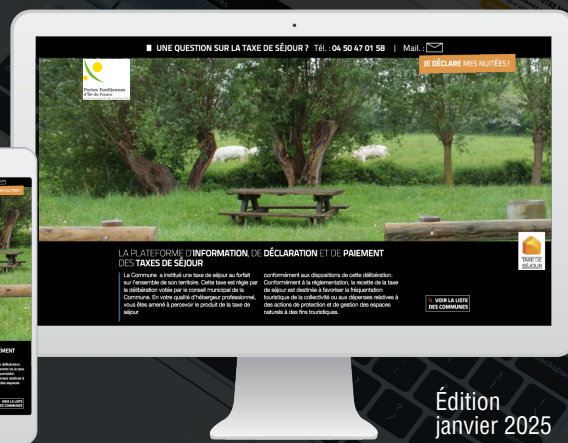 UNE QUESTION SUR LA TAXE DE SÉJOUR ? Tél. : 04 50 47 01 58 | Mail. :
JE DÉCLARE MES NUITÉES !
Portes Euréliennes
d'Île-de-France
LA PLATEFORME D'INFORMATION, DE DÉCLARATION ET DE PAIEMENT
DES TAXES DE SÉJOUR
La Commune a institué une taxe de séjour au forfait
sur l'ensemble de son territoire. Cette taxe est régie par
la délibération votée par le conseil municipal de la
Commune. En votre qualité d'hébergeur professionnel,
vous êtes amené à percevoir le produit de la taxe de
séjour
conformément aux dispositions de cette délibération.
Conformément à la réglementation, la recette de la taxe
de séjour est destinée à favoriser la fréquentation
touristique de la collectivité ou aux dépenses relatives à
des actions de protection et de gestion des espaces
naturels à des fins touristiques.
TAXE DE
SÉJOUR
VOIR LA LISTE
DES COMMUNES
Édition
janvier 2025